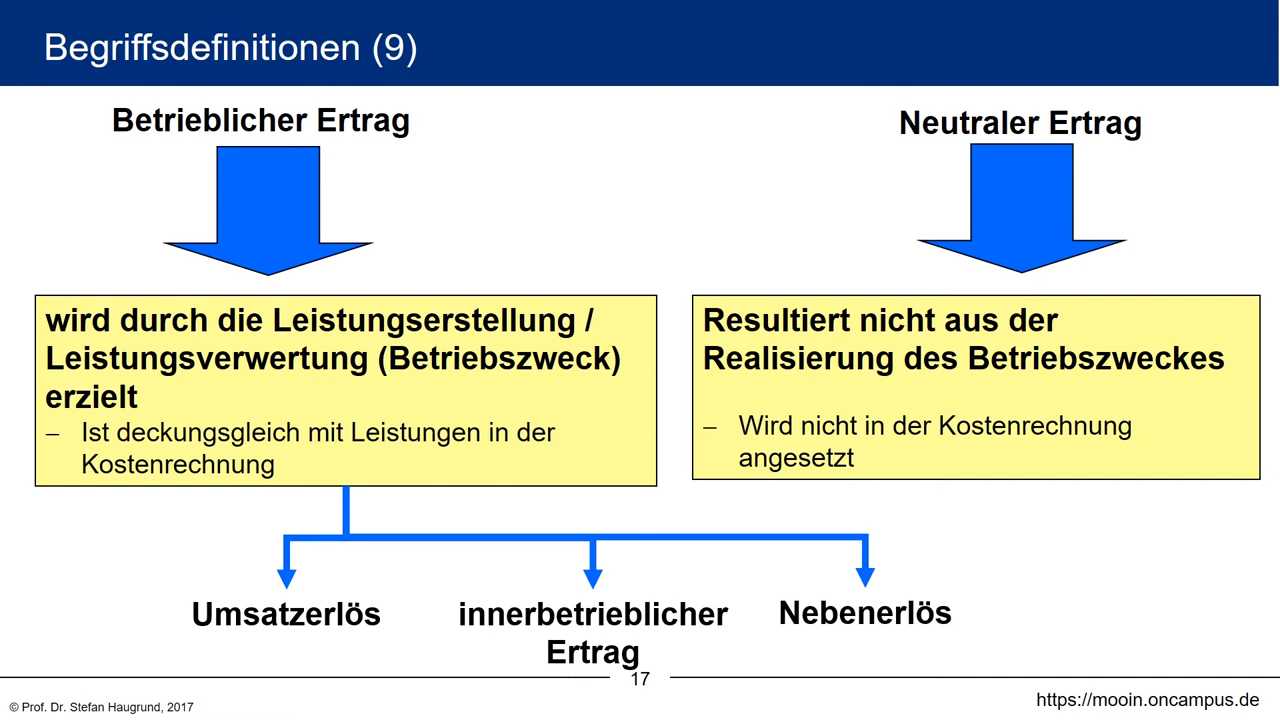 Begriffsdefinitionen (9)
Betrieblicher Ertrag
Neutraler Ertrag
wird durch die Leistungserstellung /
Leistungsverwertung (Betriebszweck)
erzielt
– Ist deckungsgleich mit Leistungen in der
Kostenrechnung
Resultiert nicht aus der
Realisierung des Betriebszweckes
– Wird nicht in der Kostenrechnung
angesetzt
Umsatzerlös
innerbetrieblicher
Ertrag
Nebenerlös
17
© Prof. Dr. Stefan Haugrund, 2017
https://mooin.oncampus.de